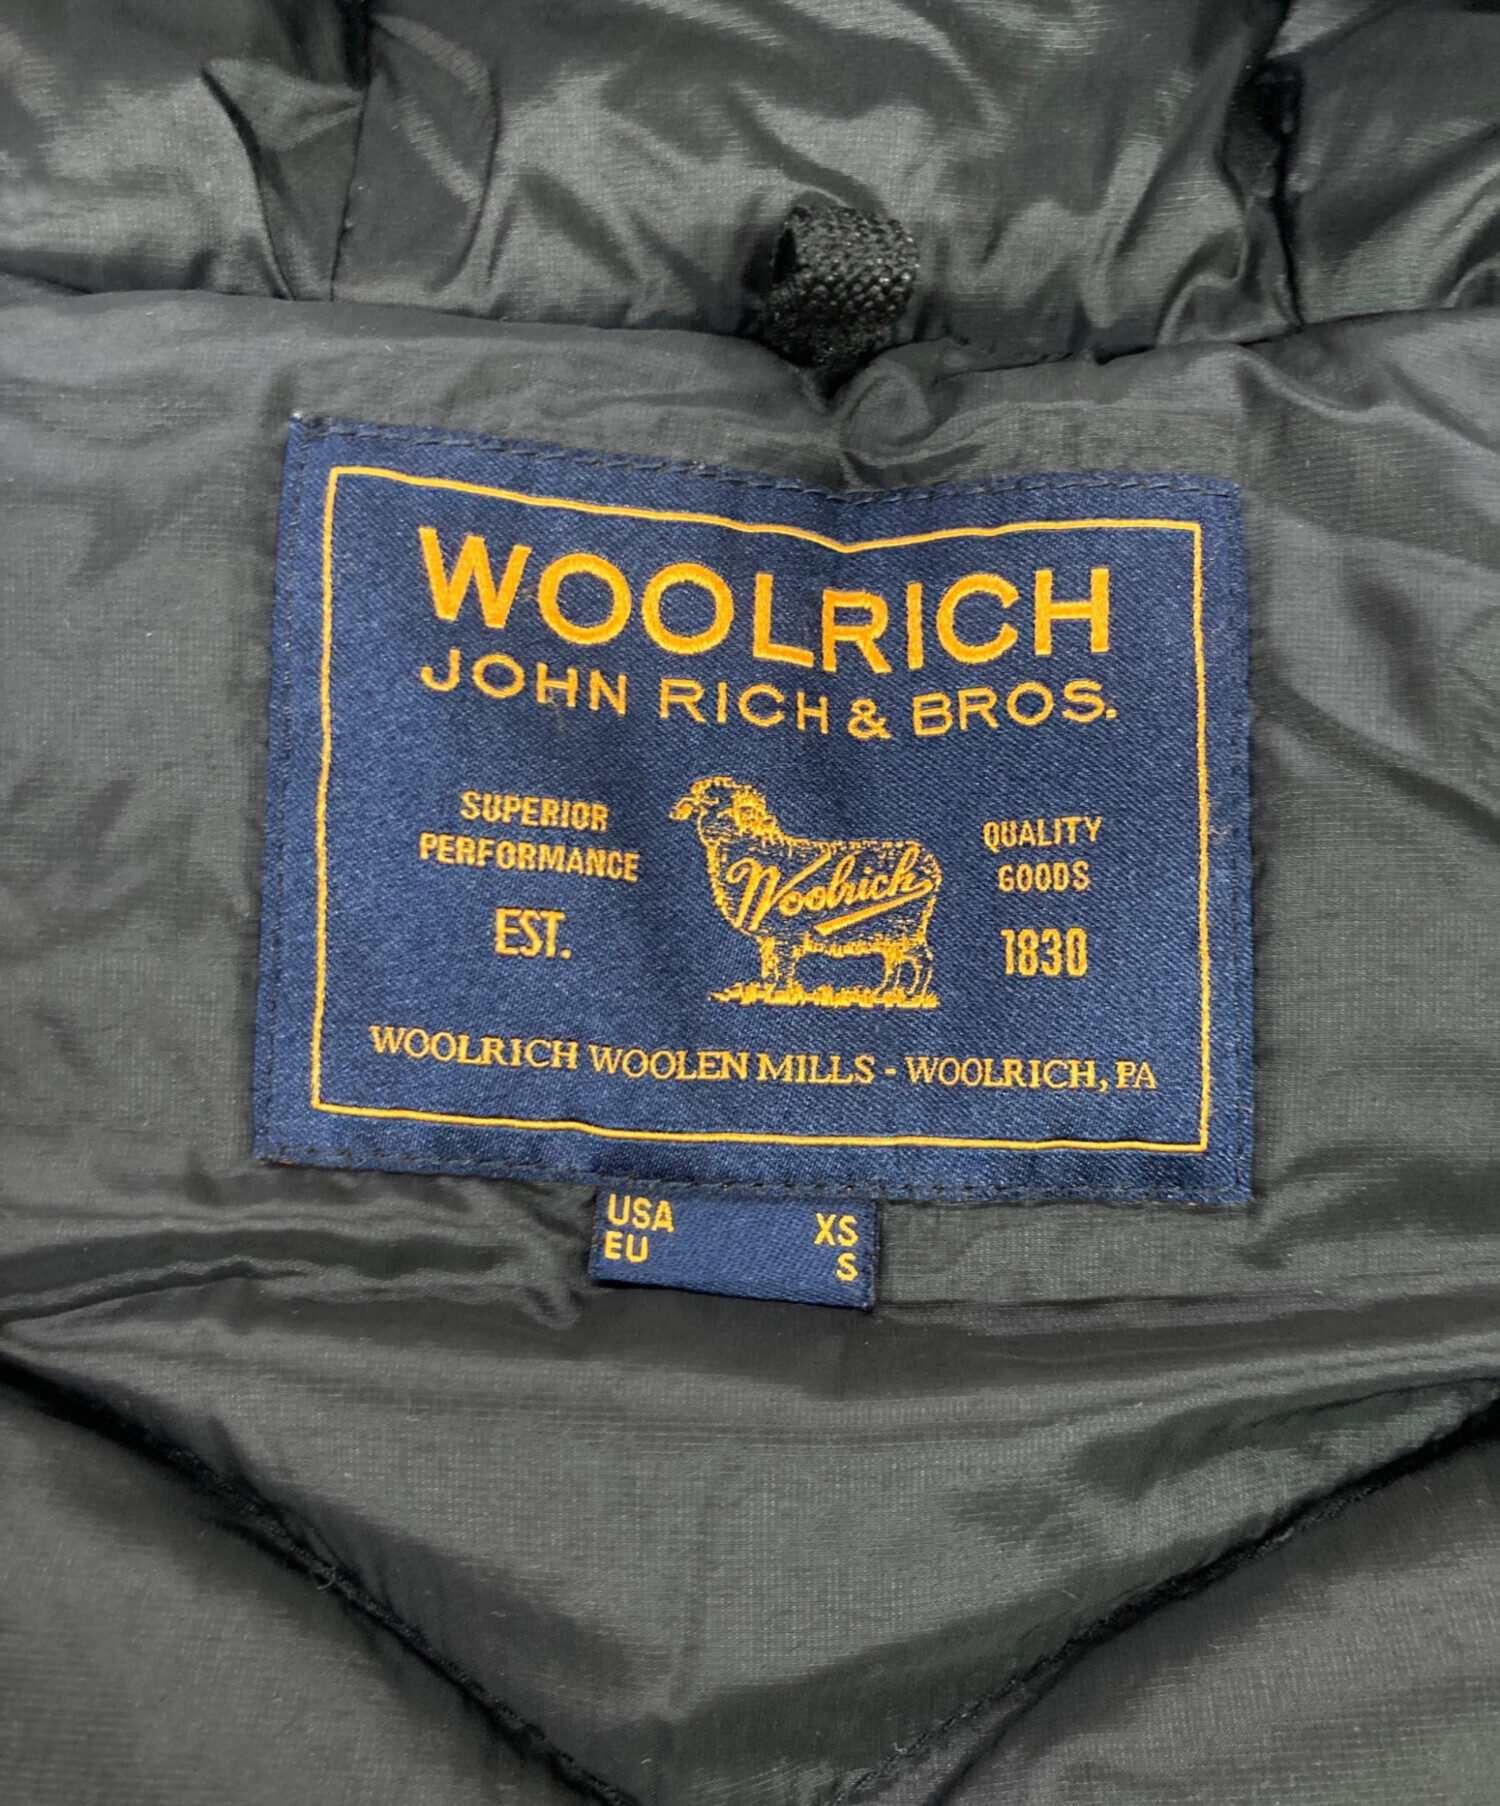 WOOLRICH
JOHN RICH & BROS.
SUPERIOR
PERFORMANCE
EST.
Woolrich
QUALITY
GOODS
1830
WOOLRICH WOOLEN MILLS - WOOLRICH, PA
USA XS
EU S